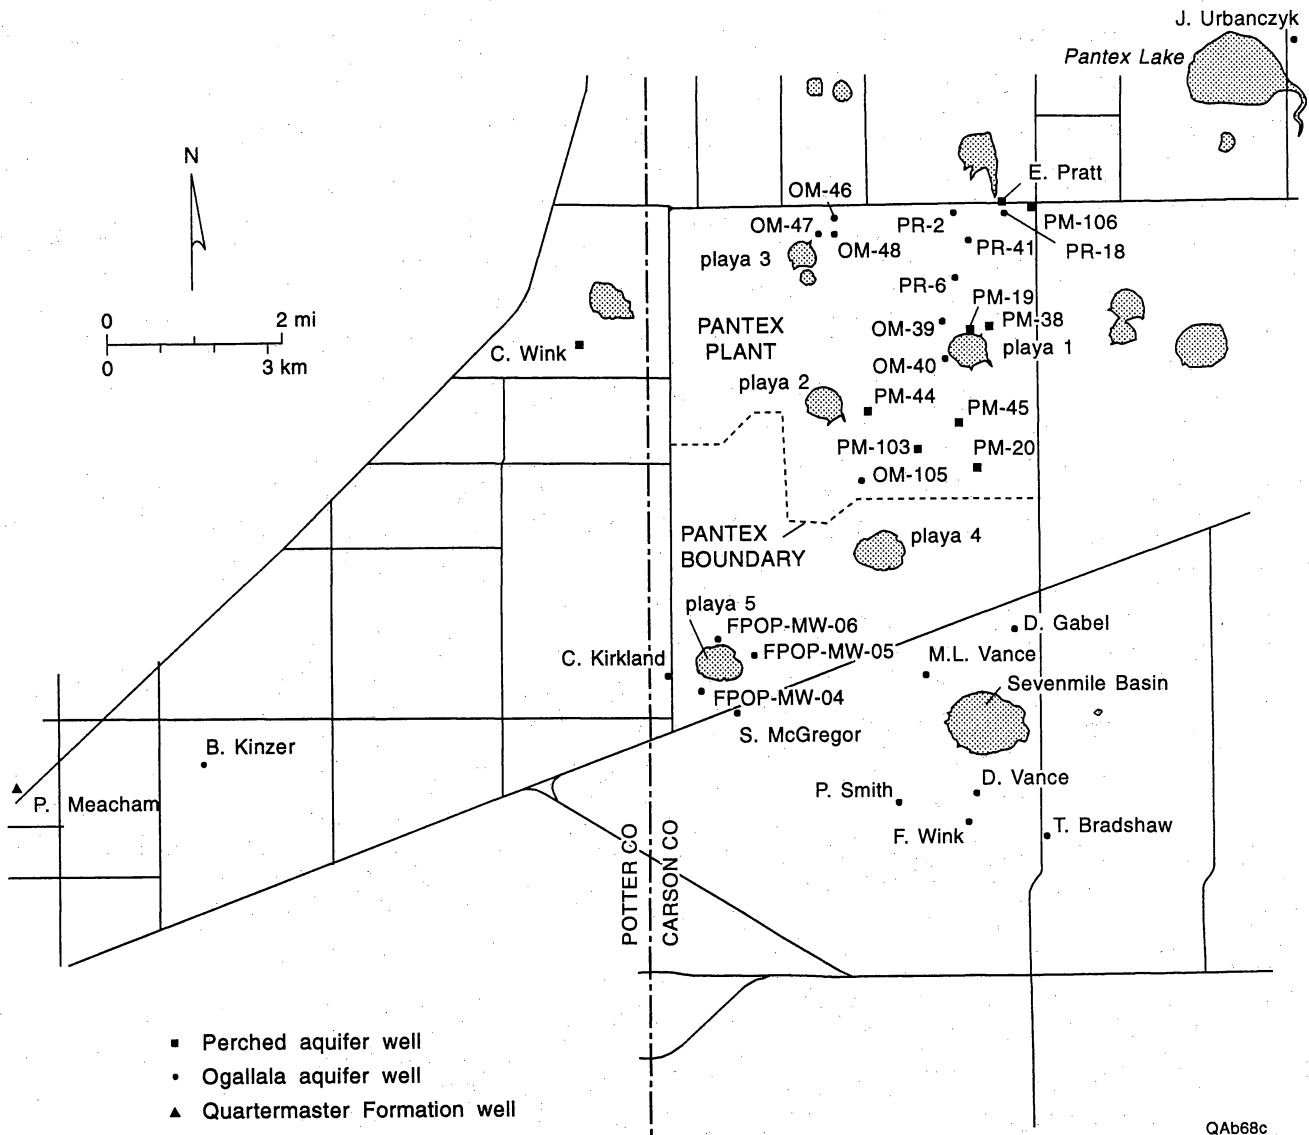 J. Urbanczyk
Pantex Lake
N
E. Pratt
OM-46
OM-47
PR-2
PM-106
OM-48
PR-41
PR-18
playa 3
PR-6
PM-19
0 2 mi
PANTEX
PLANT
OM-39
PM-38
playa 1
C. Wink
0 3 km
OM-40
playa 2
PM-44
PM-45
PM-103
PM-20
OM-105
PANTEX
BOUNDARY
playa 4
playa 5
FPOP-MW-06
D. Gabel
C. Kirkland
FPOP-MW-05
M.L. Vance
Sevenmile Basin
FPOP-MW-04
S. McGregor
B. Kinzer
D. Vance
P. Smith
P. Meacham
F. Wink
T. Bradshaw
POTTER CO
CARSON CO
Perched aquifer well
Ogallala aquifer well
Quartermaster Formation well
QAb68c